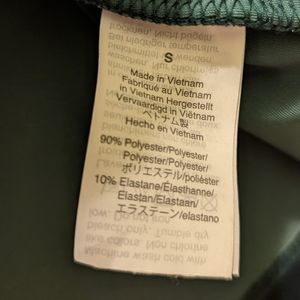 S
Made in Vietnam
Fabriqué au Vietnam
in Vietnam Hergestellt
Vervaardigd in Viêtnam
ベトナム製
Hecho en Vietnam
90% Polyester/Polyester/
Polyester/Polyester/
ポリエステル/poliéster
10% Elastane/Élasthanne/
Elastan/Elastaan/
エラステーン/elastano